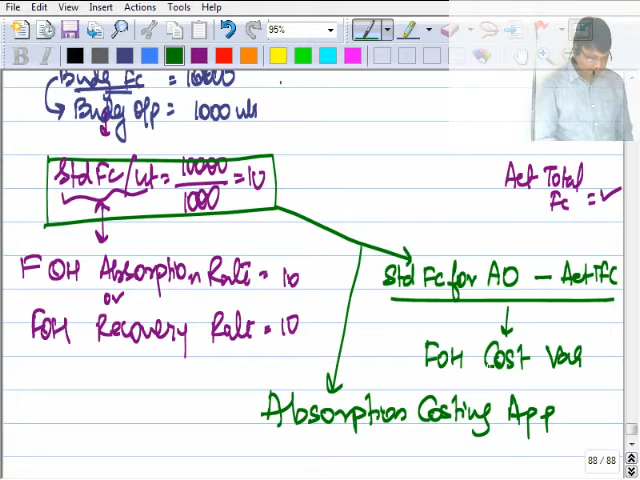 File View Insert Actions Tools Help
95%
Budg Fc = 10000
Budg Opp = 1000 uts
Std Fc/ut = 10000/1000 = 10
Act Total
Fc = ✓
FOH Absorption Rate = 10
or
FOH Recovery Rate = 10
Std Fc for AO - Act TFC
FOH Cost Var
Absorption Costing App
88 / 88